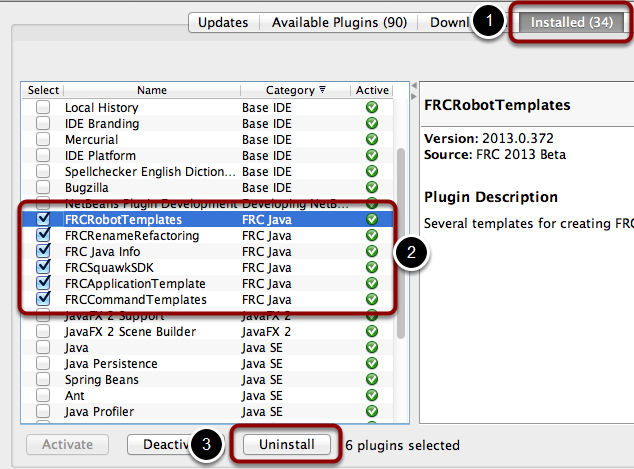 Updates Available Plugins (90) 1 Installed (34)
Select Name Category Active
Local History Base IDE
IDE Branding Base IDE
Mercurial Base IDE
IDE Platform Base IDE
Spellchecker English Diction... Base IDE
Bugzilla Base IDE
NetBeans Plugin Development Developing NetB...
FRCRobotTemplates FRC Java
FRCRenameRefactoring FRC Java
FRC Java Info FRC Java
FRCSquawkSDK FRC Java
FRCApplicationTemplate FRC Java
FRCCommandTemplates FRC Java
2
JavaFX 2 Support JavaFX 2
JavaFX 2 Scene Builder JavaFX 2
Java Java SE
Java Persistence Java SE
Spring Beans Java SE
Ant Java SE
Java Profiler Java SE
FRCRobotTemplates
Version: 2013.0.372
Source: FRC 2013 Beta
Plugin Description
Several templates for creating FRC
Activate 3 Uninstall 6 plugins selected